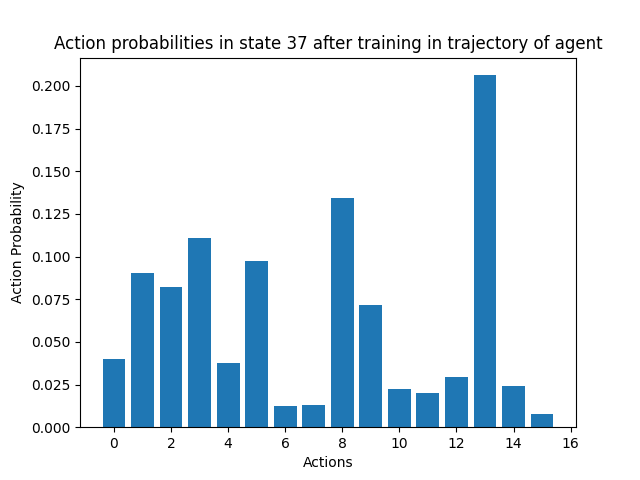 Action probabilities in state 37 after training in trajectory of agent
0.200
0.175
0.150
0.125
0.100
0.075
0.050
0.025
0.000
Action Probability
0 2 4 6 8 10 12 14 16
Actions